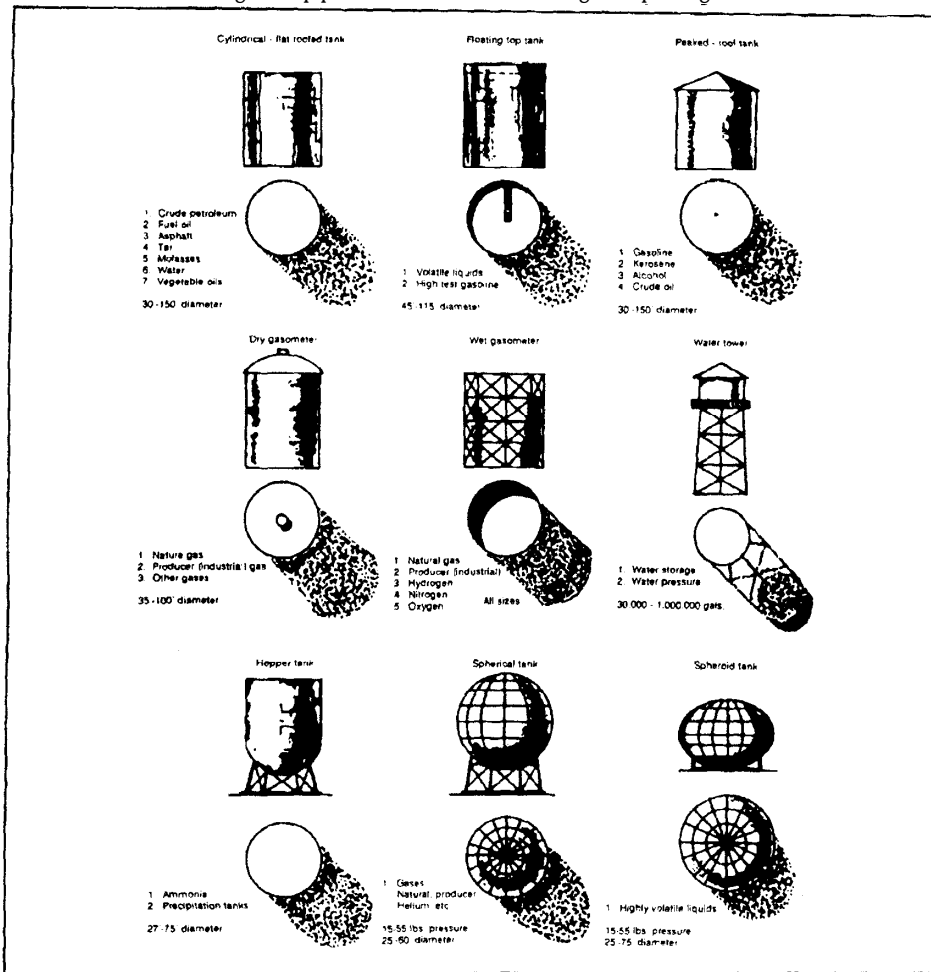 Cylindrical - flat roofed tank
1 Crude petroleum
2 Fuel oil
3 Asphalt
4 Tar
5 Molasses
6 Water
7 Vegetable oils
30-150 diameter
Floating top tank
1 Volatile liquids
2 High test gasoline
45-115 diameter
Peaked - roof tank
1 Gasoline
2 Kerosene
3 Alcohol
4 Crude oil
30-150 diameter
Dry gasometer
1 Nature gas
2. Producer (industrial) gas
3 Other gases
35-100' diameter
Wet gasometer
1 Natural gas
2 Producer (industrial)
3 Hydrogen
4 Nitrogen
5 Oxygen
All sizes
Water tower
1. Water storage
2. Water pressure
30.000 - 1.000.000 gals.
Hopper tank
1 Ammonia
2 Precipitation tanks
27-75 diameter
Spherical tank
1 Gases
Natural, producer
Helium, etc
15-55 lbs pressure
25-60 diameter
Spheroid tank
1 Highly volatile liquids
15-55 lbs pressure
25-75 diameter